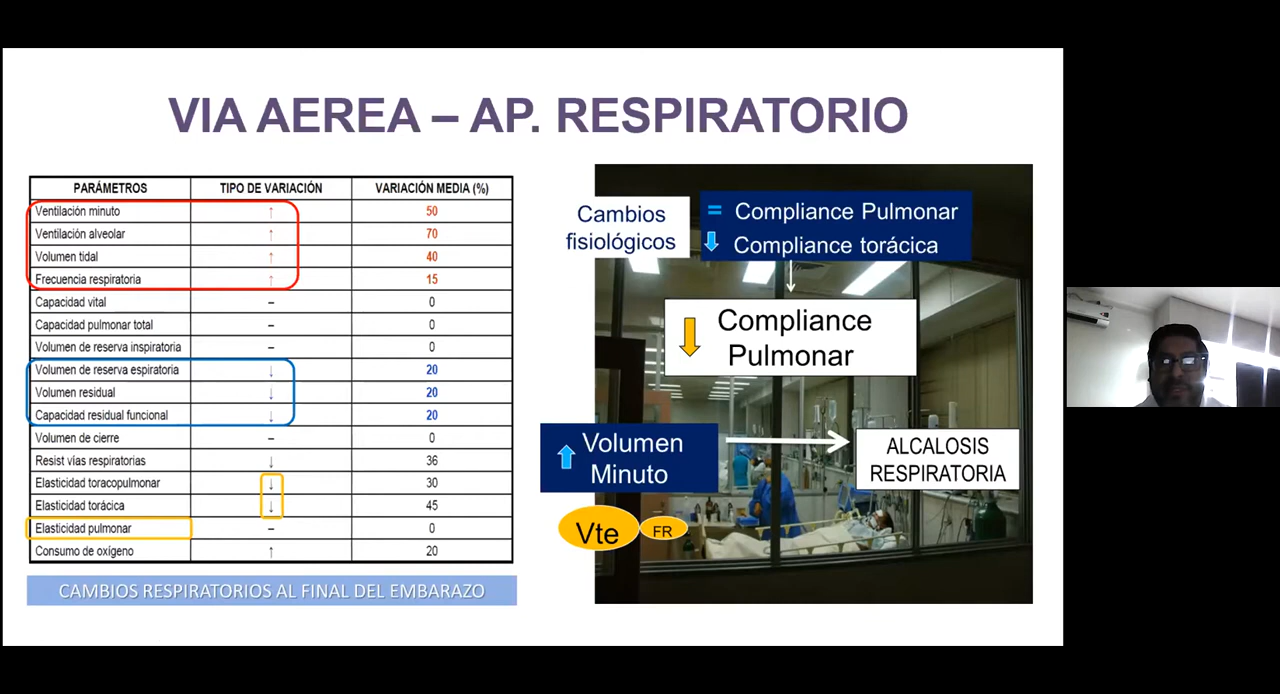 VIA AEREA – AP. RESPIRATORIO
PARÁMETROS TIPO DE VARIACIÓN VARIACIÓN MEDIA (%)
Ventilación minuto ↑ 50
Ventilación alveolar ↑ 70
Volumen tidal ↑ 40
Frecuencia respiratoria ↑ 15
Capacidad vital – 0
Capacidad pulmonar total – 0
Volumen de reserva inspiratoria – 0
Volumen de reserva espiratoria ↓ 20
Volumen residual ↓ 20
Capacidad residual funcional ↓ 20
Volumen de cierre – 0
Resist vías respiratorias ↓ 36
Elasticidad toracopulmonar ↓ 30
Elasticidad torácica ↓ 45
Elasticidad pulmonar – 0
Consumo de oxígeno ↑ 20
CAMBIOS RESPIRATORIOS AL FINAL DEL EMBARAZO
Cambios
fisiológicos
= Compliance Pulmonar
Compliance torácica
Compliance
Pulmonar
Volumen
Minuto
ALCALOSIS
RESPIRATORIA
Vte
FR